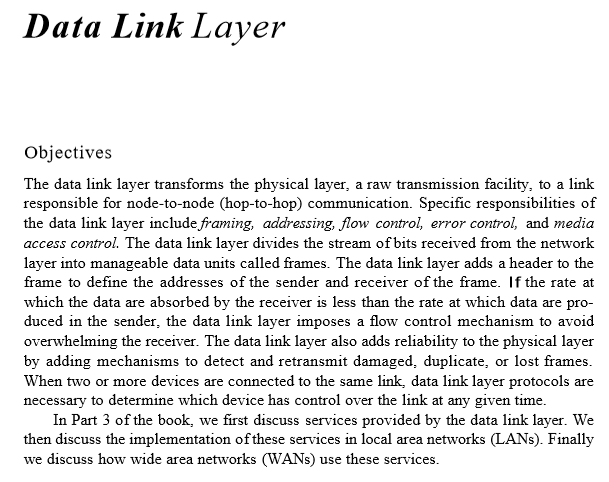 Data Link Layer
Objectives
The data link layer transforms the physical layer, a raw transmission facility, to a link
responsible for node-to-node (hop-to-hop) communication. Specific responsibilities of
the data link layer include framing, addressing, flow control, error control, and media
access control. The data link layer divides the stream of bits received from the network
layer into manageable data units called frames. The data link layer adds a header to the
frame to define the addresses of the sender and receiver of the frame. If the rate at
which the data are absorbed by the receiver is less than the rate at which data are pro-
duced in the sender, the data link layer imposes a flow control mechanism to avoid
overwhelming the receiver. The data link layer also adds reliability to the physical layer
by adding mechanisms to detect and retransmit damaged, duplicate, or lost frames.
When two or more devices are connected to the same link, data link layer protocols are
necessary to determine which device has control over the link at any given time.
In Part 3 of the book, we first discuss services provided by the data link layer. We
then discuss the implementation of these services in local area networks (LANs). Finally
we discuss how wide area networks (WANs) use these services.